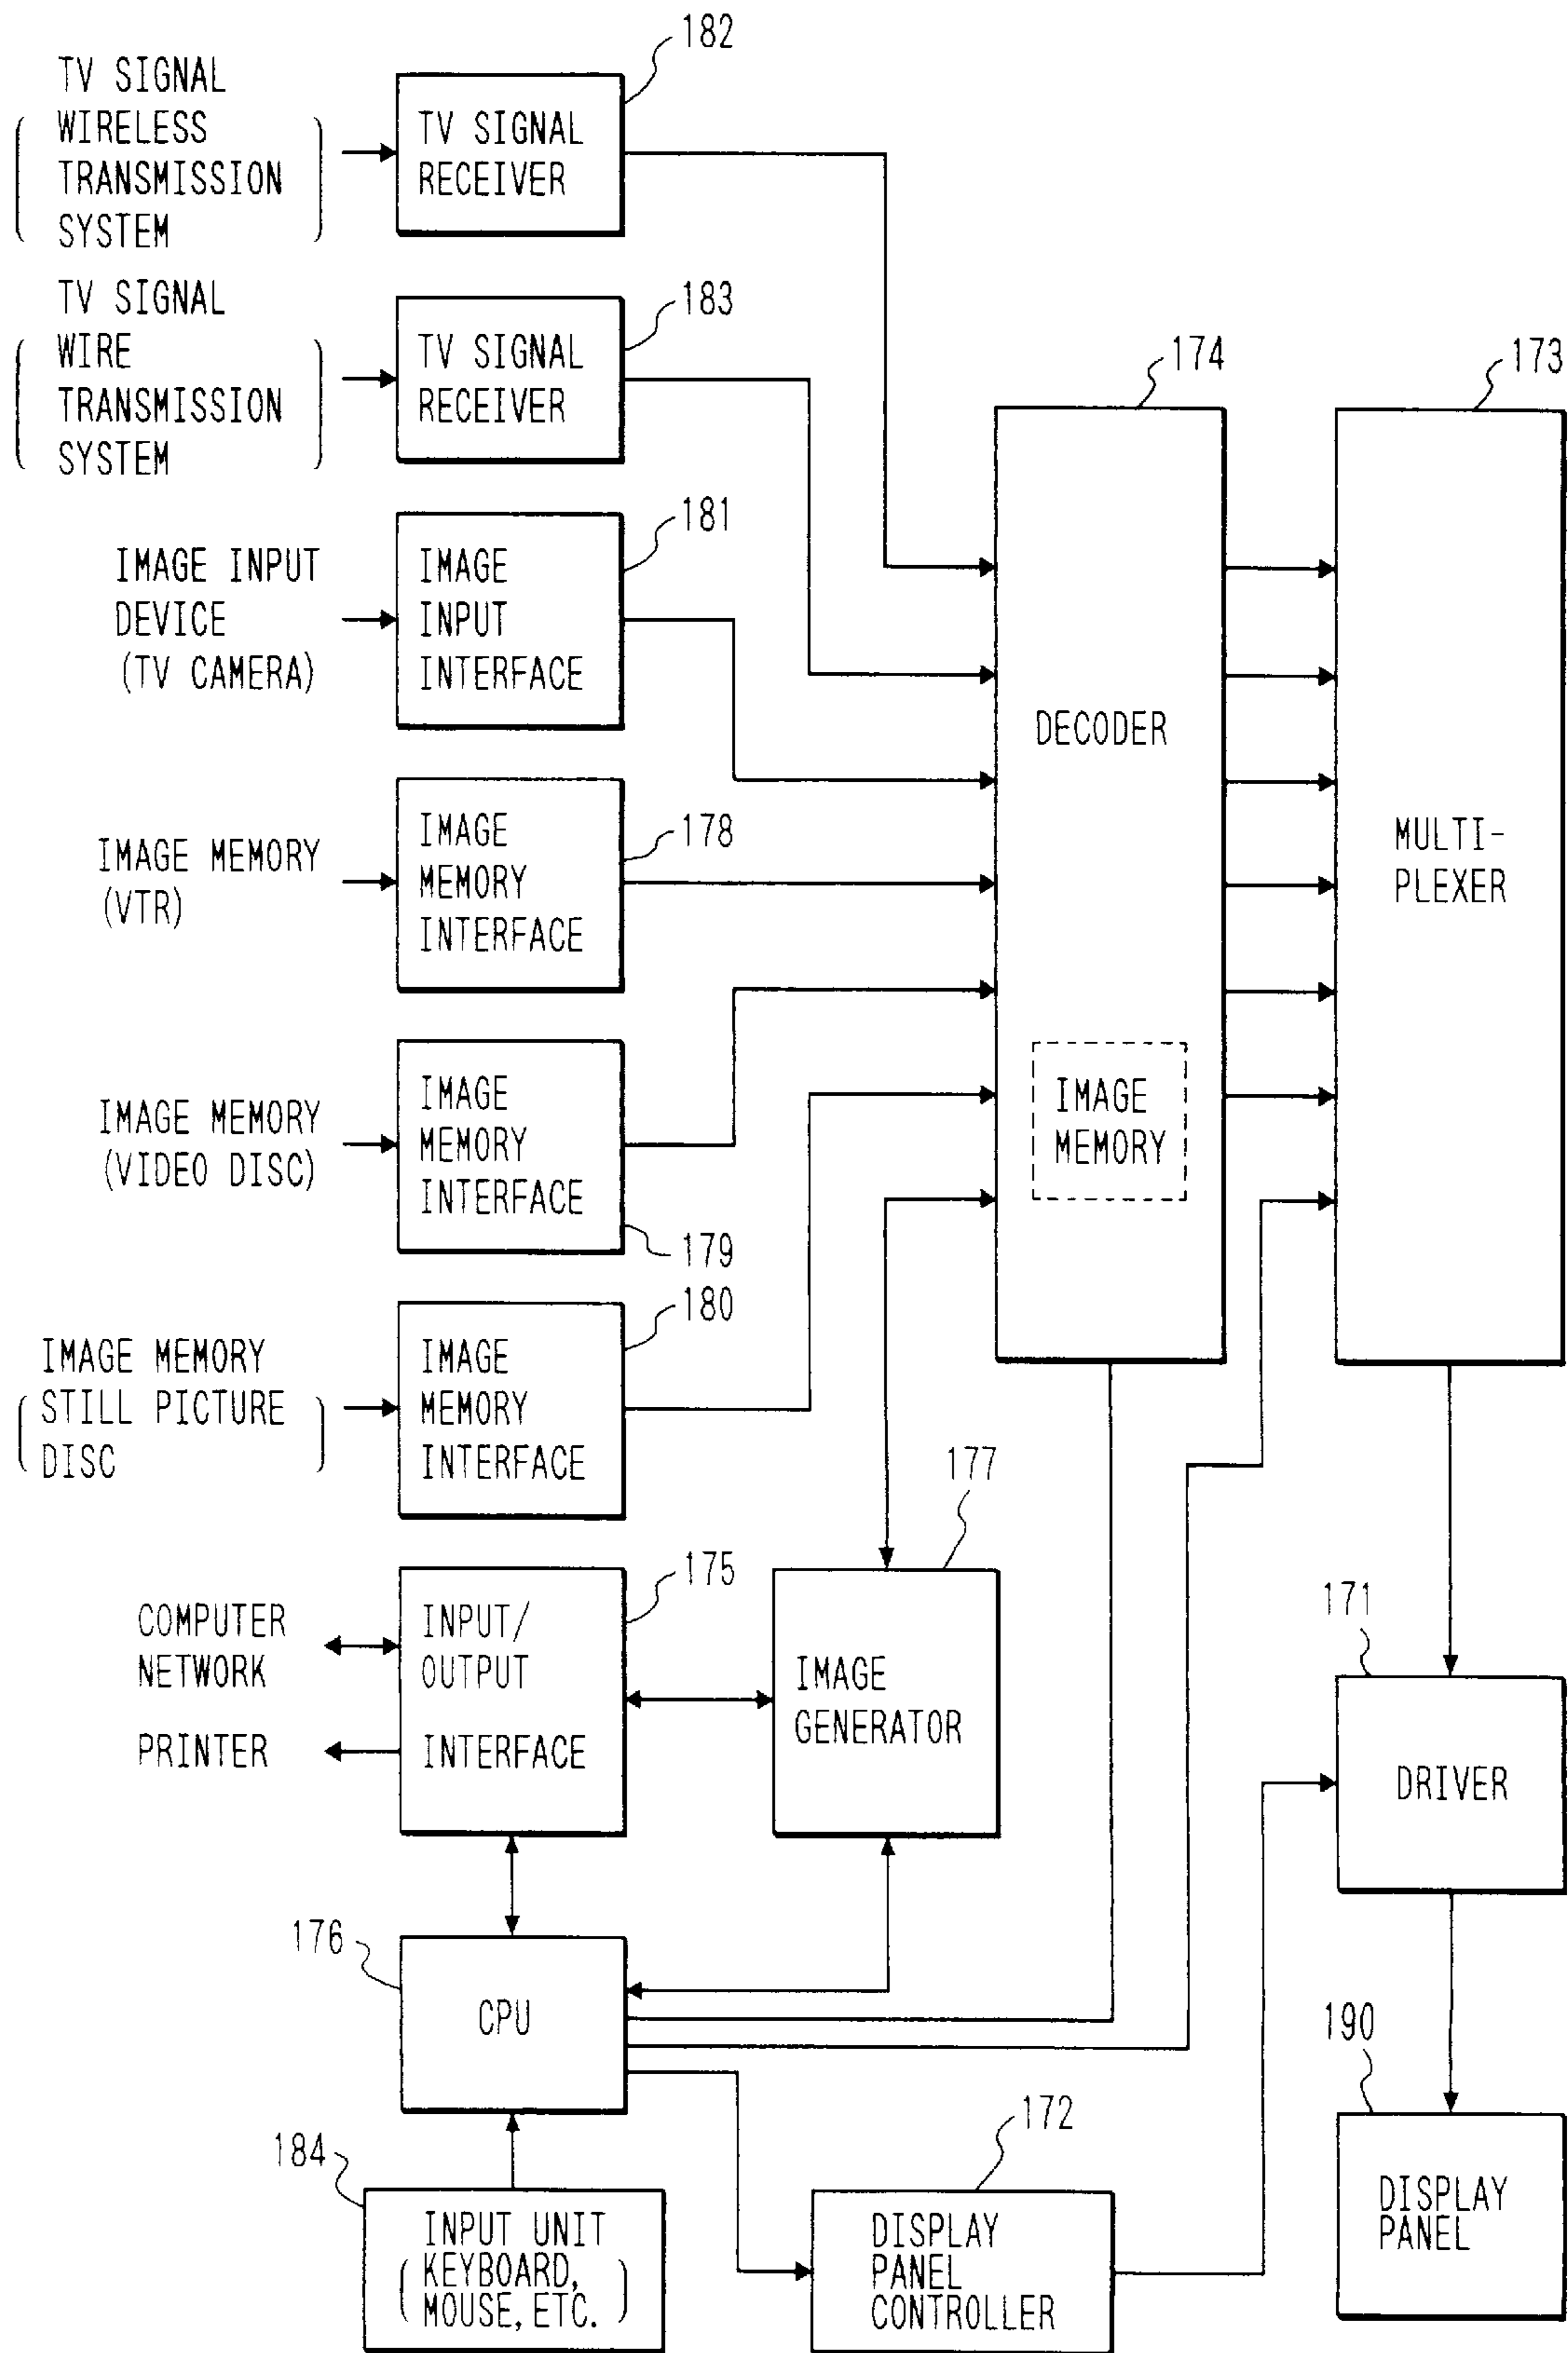 182
TV SIGNAL
WIRELESS
TRANSMISSION
SYSTEM
TV SIGNAL
RECEIVER
TV SIGNAL
WIRE
TRANSMISSION
SYSTEM
183
TV SIGNAL
RECEIVER
174
173
181
IMAGE INPUT
DEVICE
(TV CAMERA)
IMAGE
INPUT
INTERFACE
DECODER
MULTI-
PLEXER
178
IMAGE MEMORY
(VTR)
IMAGE
MEMORY
INTERFACE
IMAGE MEMORY
(VIDEO DISC)
IMAGE
MEMORY
INTERFACE
179
IMAGE
MEMORY
180
IMAGE MEMORY
STILL PICTURE
DISC
IMAGE
MEMORY
INTERFACE
177
175
COMPUTER
NETWORK
PRINTER
INPUT/
OUTPUT
INTERFACE
IMAGE
GENERATOR
171
DRIVER
176
CPU
190
DISPLAY
PANEL
184
INPUT UNIT
KEYBOARD,
MOUSE, ETC.
172
DISPLAY
PANEL
CONTROLLER